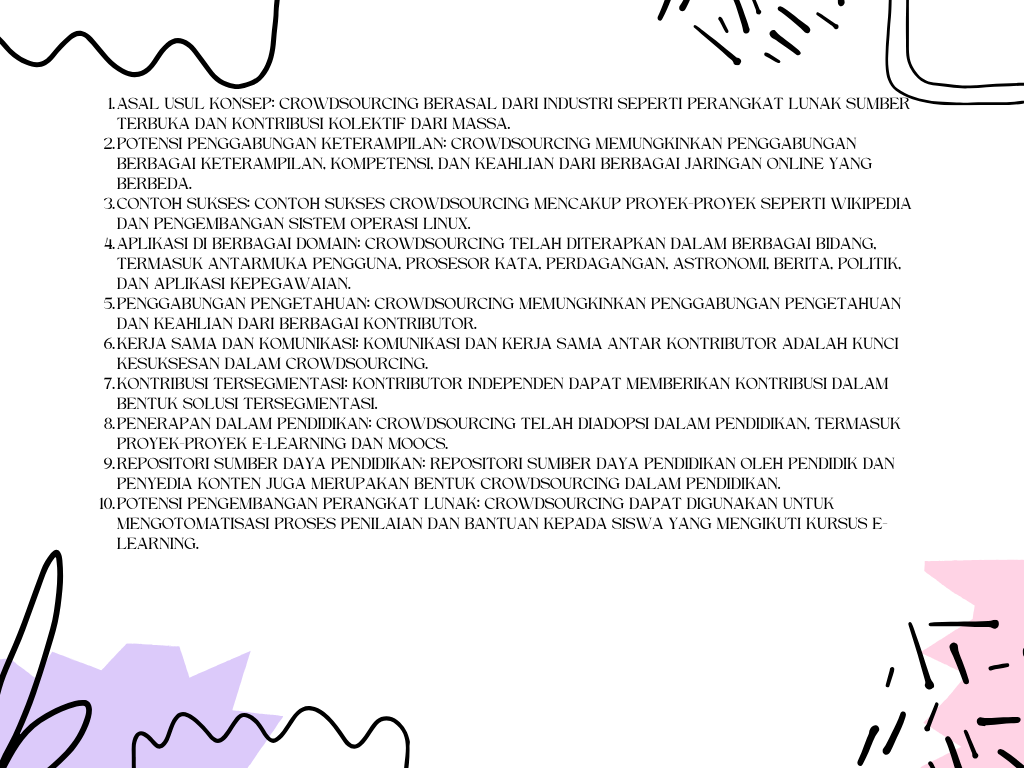 1. ASAL USUL KONSEP: CROWDSOURCING BERASAL DARI INDUSTRI SEPERTI PERANGKAT LUNAK SUMBER
TERBUKA DAN KONTRIBUSI KOLEKTIF DARI MASSA.
2. POTENSI PENGGABUNGAN KETERAMPILAN: CROWDSOURCING MEMUNGKINKAN PENGGABUNGAN
BERBAGAI KETERAMPILAN, KOMPETENSI, DAN KEAHLIAN DARI BERBAGAI JARINGAN ONLINE YANG
BERBEDA.
3. CONTOH SUKSES: CONTOH SUKSES CROWDSOURCING MENCAKUP PROYEK-PROYEK SEPERTI WIKIPEDIA
DAN PENGEMBANGAN SISTEM OPERASI LINUX.
4. APLIKASI DI BERBAGAI DOMAIN: CROWDSOURCING TELAH DITERAPKAN DALAM BERBAGAI BIDANG,
TERMASUK ANTARMUKA PENGGUNA, PROSESOR KATA, PERDAGANGAN, ASTRONOMI, BERITA, POLITIK,
DAN APLIKASI KEPEGAWAIAN.
5. PENGGABUNGAN PENGETAHUAN: CROWDSOURCING MEMUNGKINKAN PENGGABUNGAN PENGETAHUAN
DAN KEAHLIAN DARI BERBAGAI KONTRIBUTOR.
6. KERJA SAMA DAN KOMUNIKASI: KOMUNIKASI DAN KERJA SAMA ANTAR KONTRIBUTOR ADALAH KUNCI
KESUKSESAN DALAM CROWDSOURCING.
7. KONTRIBUSI TERSEGMENTASI: KONTRIBUTOR INDEPENDEN DAPAT MEMBERIKAN KONTRIBUSI DALAM
BENTUK SOLUSI TERSEGMENTASI.
8. PENERAPAN DALAM PENDIDIKAN: CROWDSOURCING TELAH DIADOPSI DALAM PENDIDIKAN, TERMASUK
PROYEK-PROYEK E-LEARNING DAN MOOCS.
9. REPOSITORI SUMBER DAYA PENDIDIKAN: REPOSITORI SUMBER DAYA PENDIDIKAN OLEH PENDIDIK DAN
PENYEDIA KONTEN JUGA MERUPAKAN BENTUK CROWDSOURCING DALAM PENDIDIKAN.
10. POTENSI PENGEMBANGAN PERANGKAT LUNAK: CROWDSOURCING DAPAT DIGUNAKAN UNTUK
MENGOTOMATISASI PROSES PENILAIAN DAN BANTUAN KEPADA SISWA YANG MENGIKUTI KURSUS E-
LEARNING.